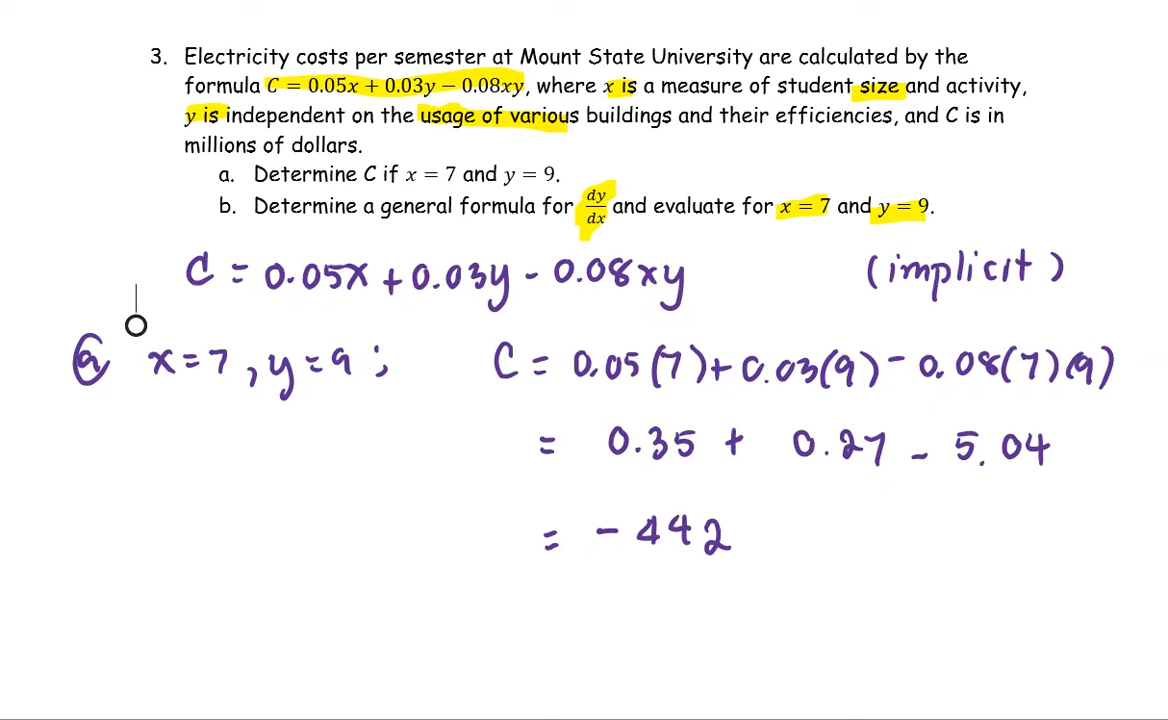 3. Electricity costs per semester at Mount State University are calculated by the
formula C = 0.05x + 0.03y − 0.08xy, where x is a measure of student size and activity,
y is independent on the usage of various buildings and their efficiencies, and C is in
millions of dollars.
a. Determine C if x = 7 and y = 9.
b. Determine a general formula for dy/dx and evaluate for x = 7 and y = 9.
C = 0.05x + 0.03y - 0.08xy (implicit)
ⓐ x=7, y=9 ; C = 0.05(7)+ 0.03(9) - 0.08(7)(9)
= 0.35 + 0.27 - 5.04
= - 442